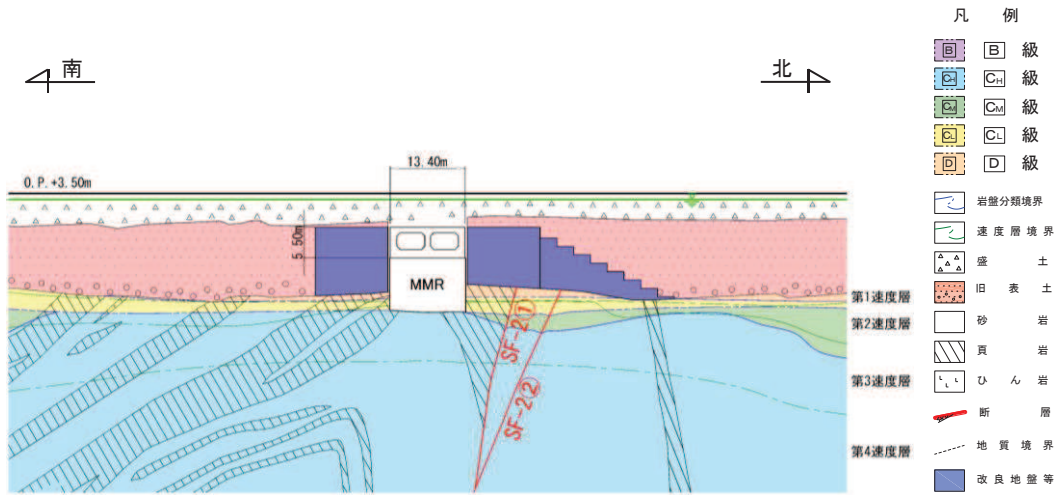 凡 例
南
北
B B 級
CH CH 級
CM CM 級
CL CL 級
D D 級
13.40m
O.P.+3.50m
5.50m
MMR
SF-2①
SF-2②
第1速度層
第2速度層
第3速度層
第4速度層
岩盤分類境界
速度層境界
盛土
旧表土
砂岩
頁岩
ひん岩
断層
地質境界
改良地盤等